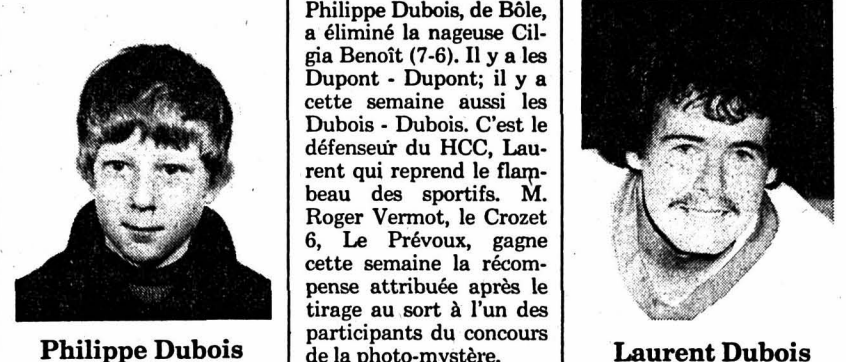 Philippe Dubois, de Bôle,
a éliminé la nageuse Cil-
gia Benoît (7-6). Il y a les
Dupont - Dupont; il y a
cette semaine aussi les
Dubois - Dubois. C'est le
défenseur du HCC, Lau-
rent qui reprend le flam-
beau des sportifs. M.
Roger Vermot, le Crozet
6, Le Prévoux, gagne
cette semaine la récom-
pense attribuée après le
tirage au sort à l'un des
participants du concours
de la photo-mystère.
Philippe Dubois
Laurent Dubois